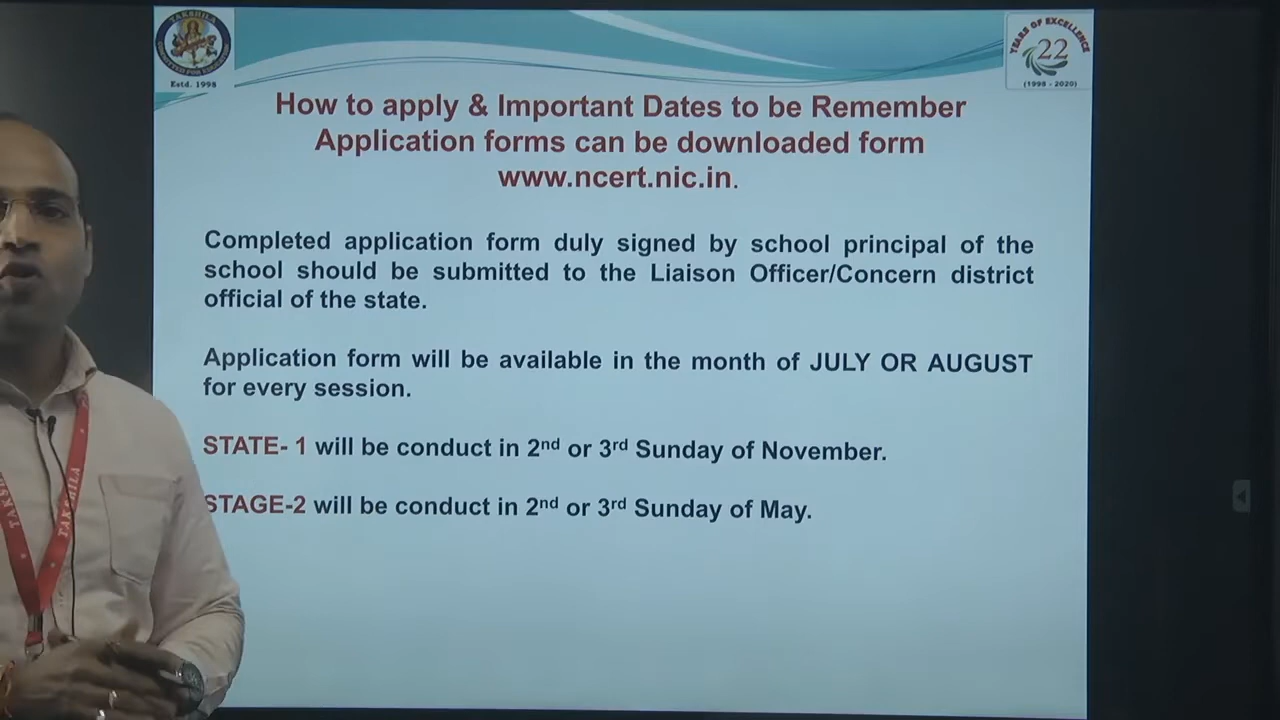 TAKSHILA
Estd. 1998
YEARS OF EXCELLENCE
22
(1998 - 2020)
How to apply & Important Dates to be Remember
Application forms can be downloaded form
www.ncert.nic.in.
Completed application form duly signed by school principal of the
school should be submitted to the Liaison Officer/Concern district
official of the state.
Application form will be available in the month of JULY OR AUGUST
for every session.
STATE- 1 will be conduct in 2nd or 3rd Sunday of November.
STAGE-2 will be conduct in 2nd or 3rd Sunday of May.
TAKSHILA